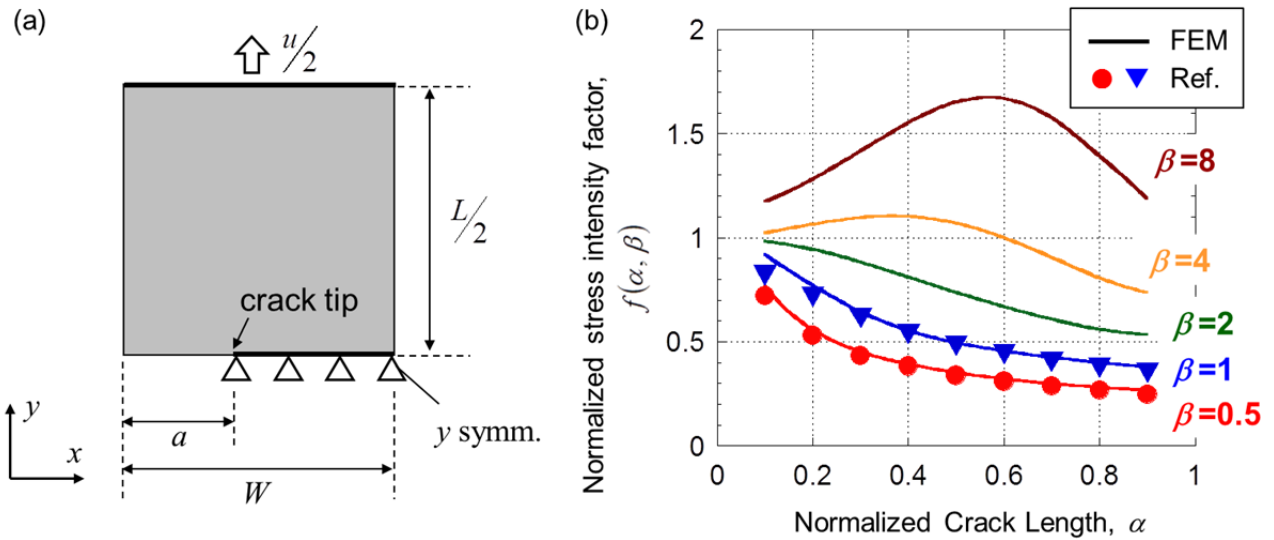 (a)
u/2
L/2
crack tip
y symm.
a
W
y
x
(b)
Normalized stress intensity factor,
f(α, β)
2
1.5
1
0.5
0
FEM
Ref.
β=8
β=4
β=2
β=1
β=0.5
0 0.2 0.4 0.6 0.8 1
Normalized Crack Length, α